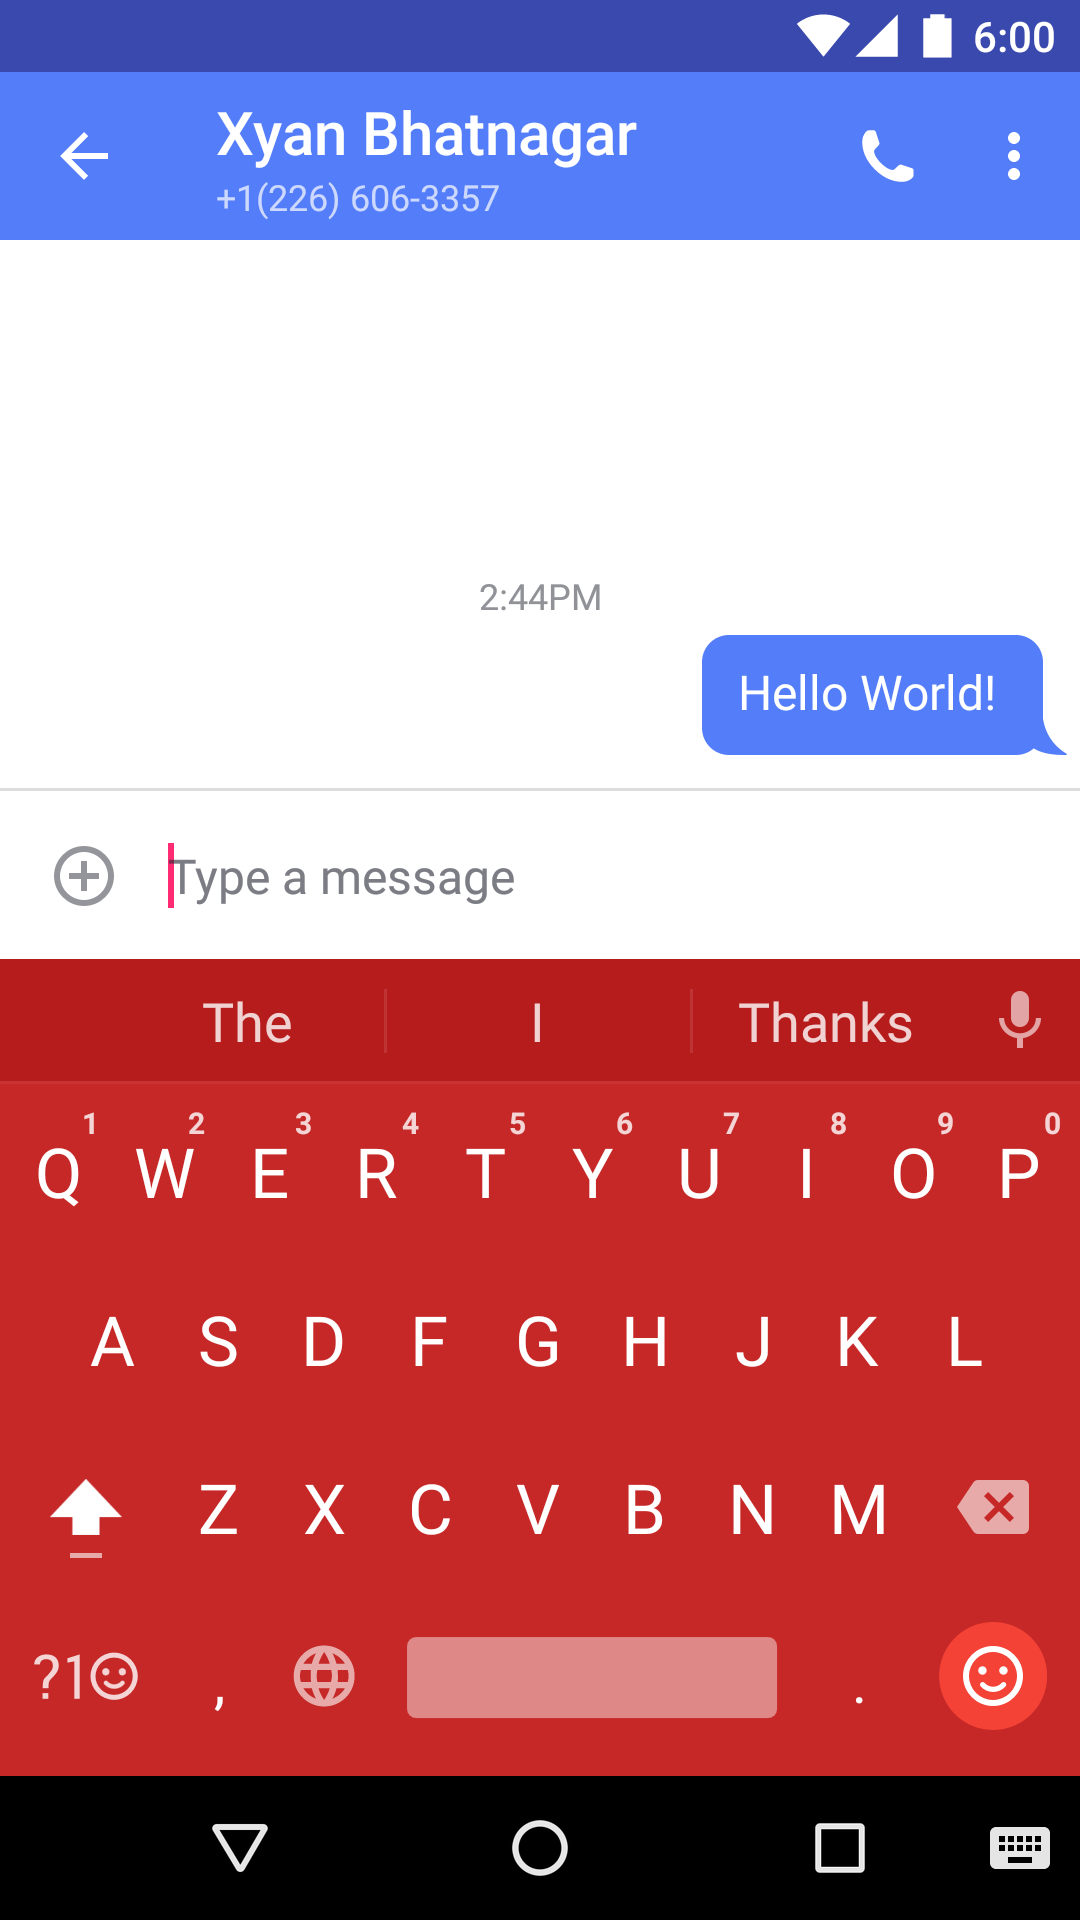 6:00
Xyan Bhatnagar
+1(226) 606-3357
2:44PM
Hello World!
Type a message
The I Thanks
1 2 3 4 5 6 7 8 9 0
Q W E R T Y U I O P
A S D F G H J K L
Z X C V B N M
?1☺ , .